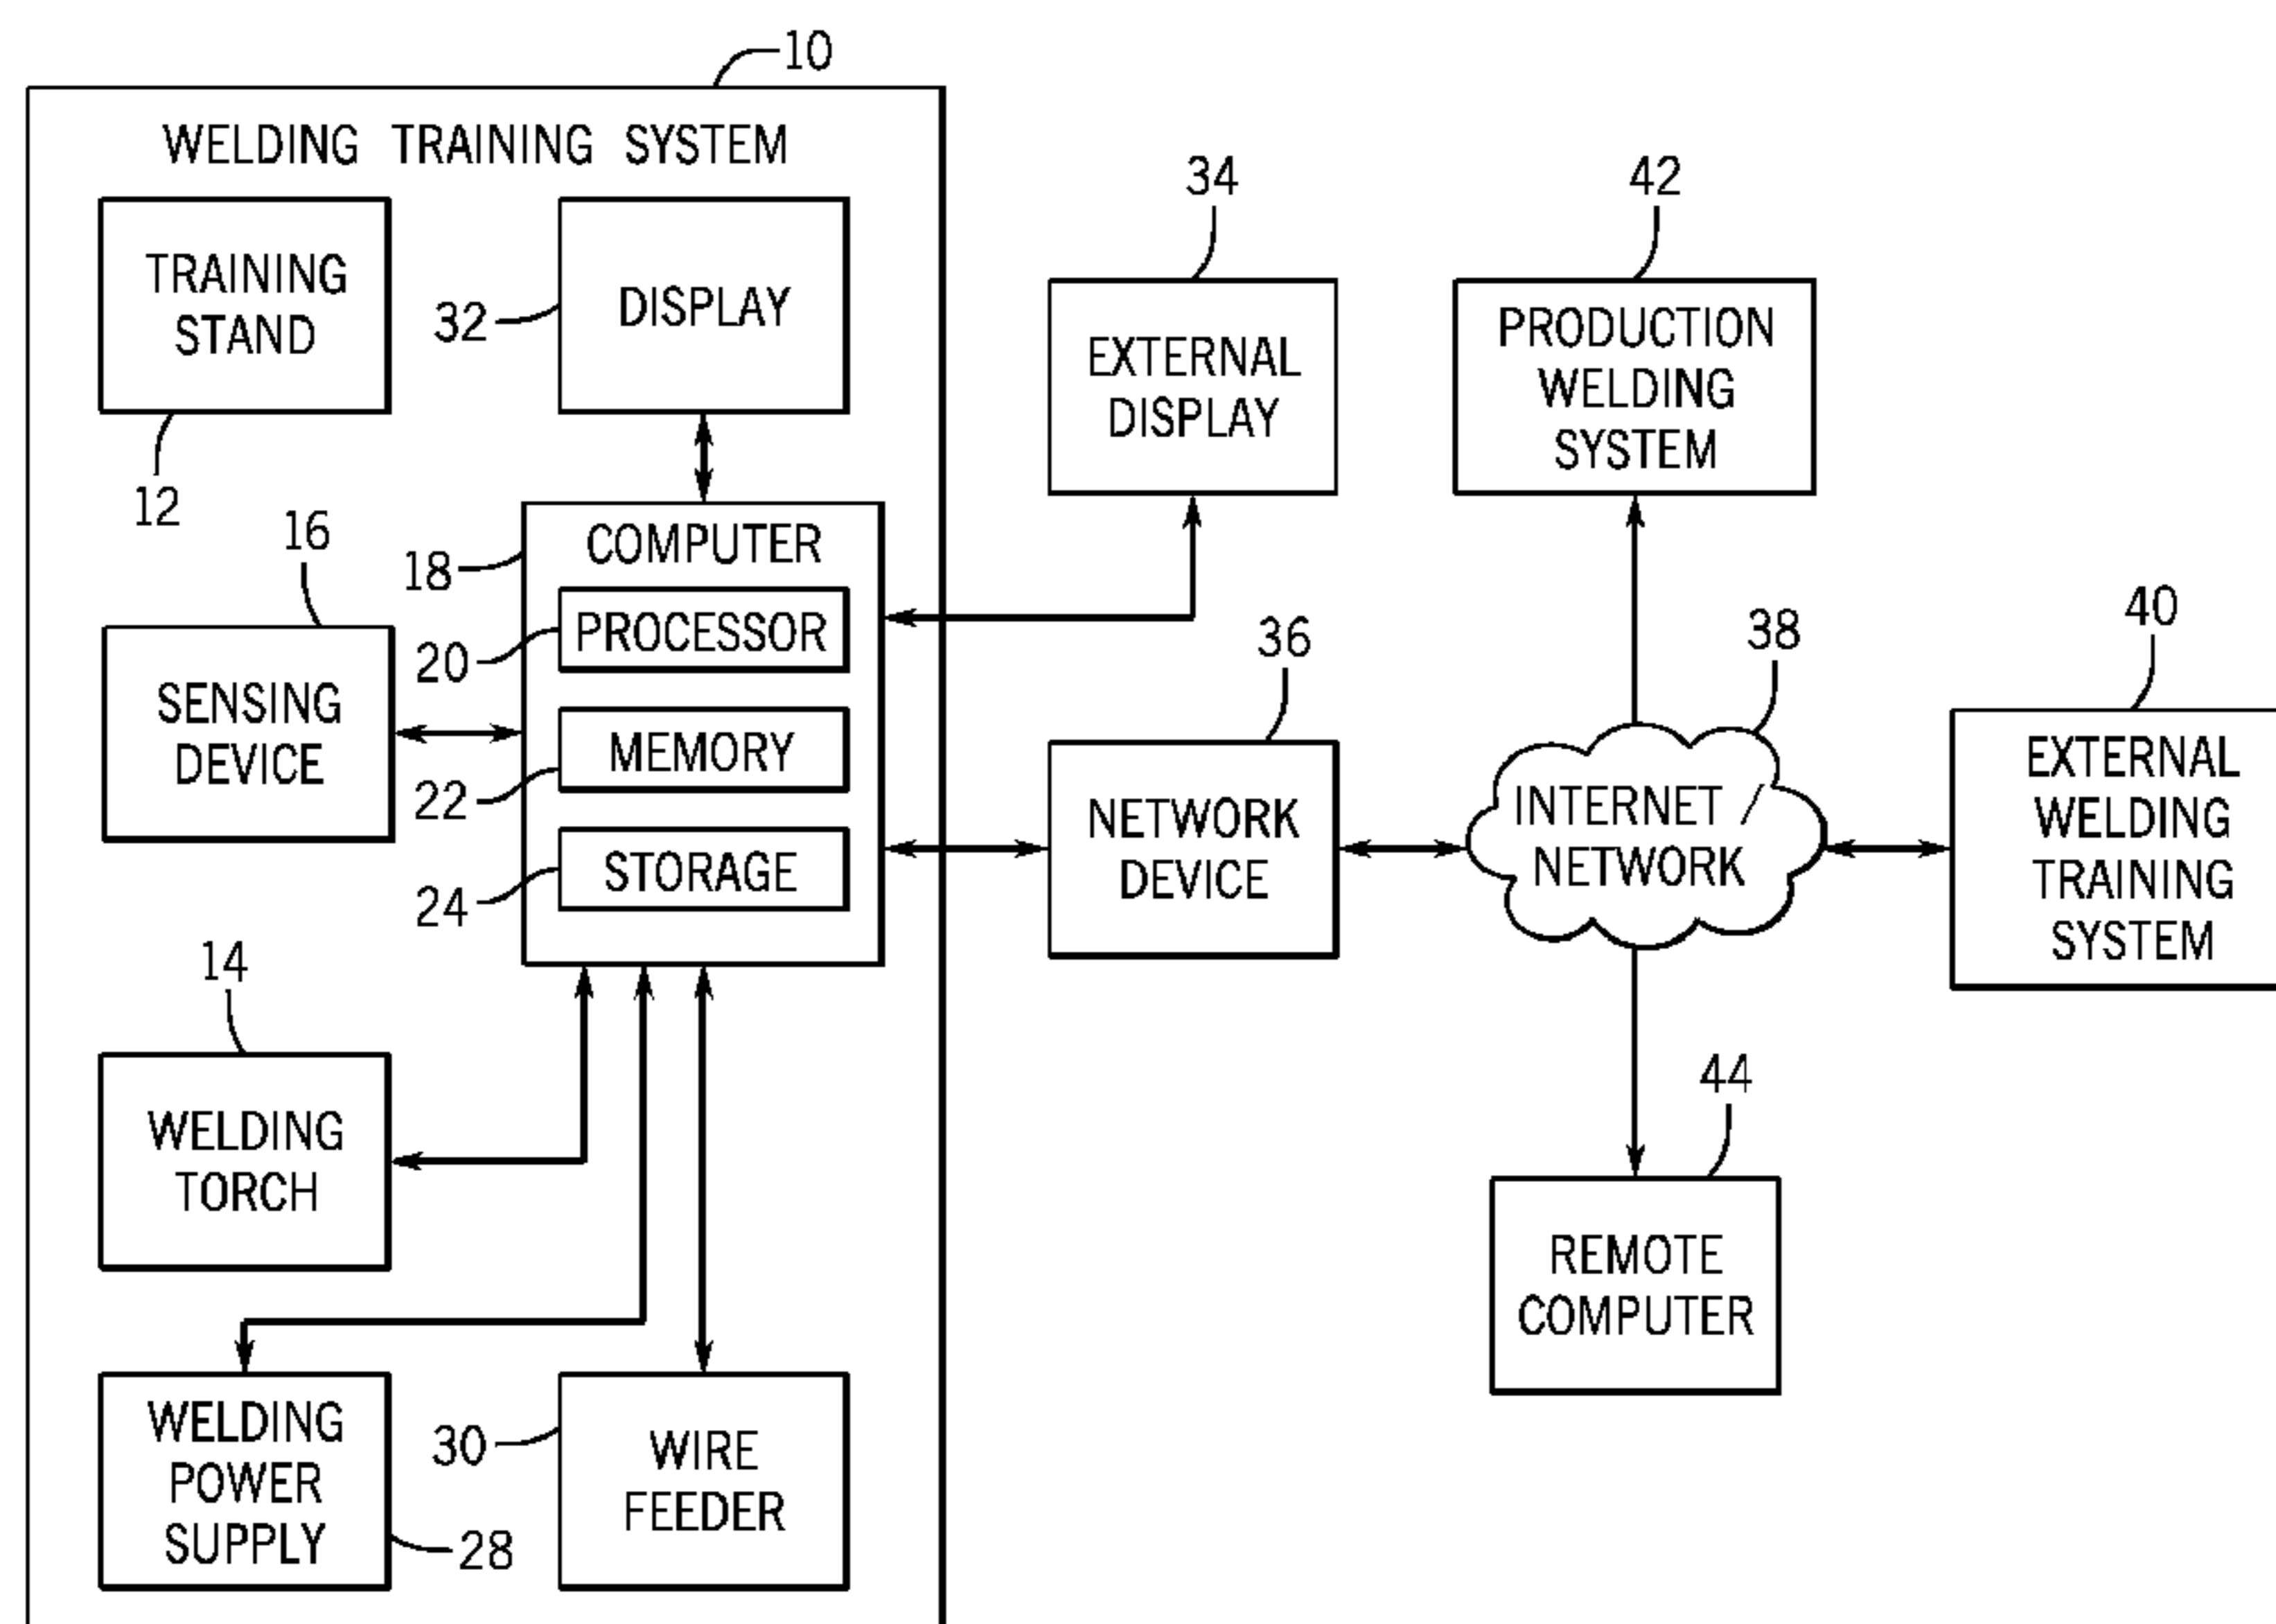 10
WELDING TRAINING SYSTEM
TRAINING
STAND
12
32
DISPLAY
34
EXTERNAL
DISPLAY
42
PRODUCTION
WELDING
SYSTEM
16
SENSING
DEVICE
18
COMPUTER
20
PROCESSOR
22
MEMORY
24
STORAGE
36
NETWORK
DEVICE
38
INTERNET /
NETWORK
40
EXTERNAL
WELDING
TRAINING
SYSTEM
14
WELDING
TORCH
44
REMOTE
COMPUTER
WELDING
POWER
SUPPLY
28
30
WIRE
FEEDER